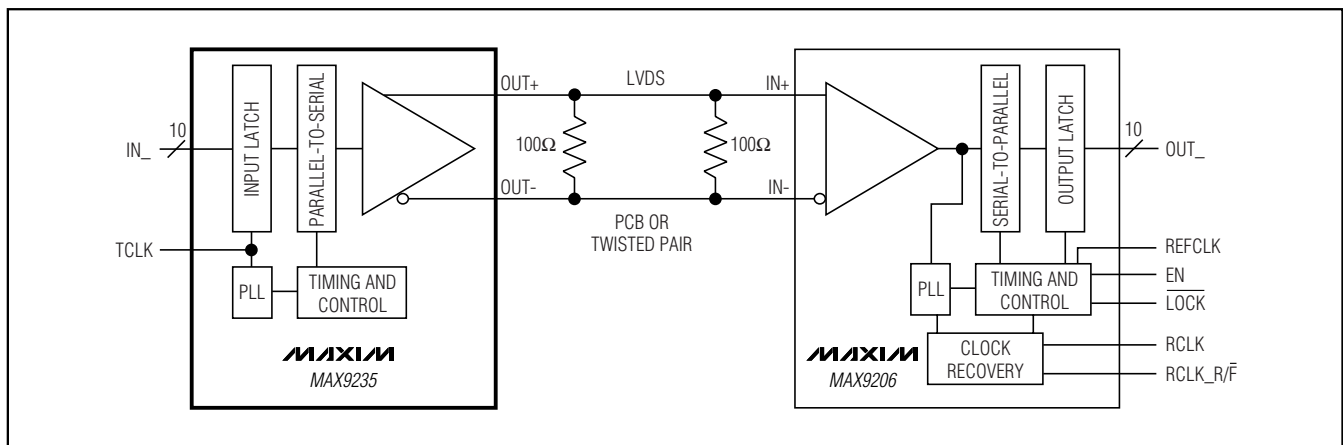 10
IN_
TCLK
INPUT LATCH
PARALLEL-TO-SERIAL
PLL
TIMING AND
CONTROL
MAXIM
MAX9235
OUT+
OUT-
LVDS
100Ω
100Ω
PCB OR
TWISTED PAIR
IN+
IN-
SERIAL-TO-PARALLEL
OUTPUT LATCH
PLL
TIMING AND
CONTROL
CLOCK
RECOVERY
MAXIM
MAX9206
10
OUT_
REFCLK
EN
L̅O̅C̅K̅
RCLK
RCLK_R/F̅